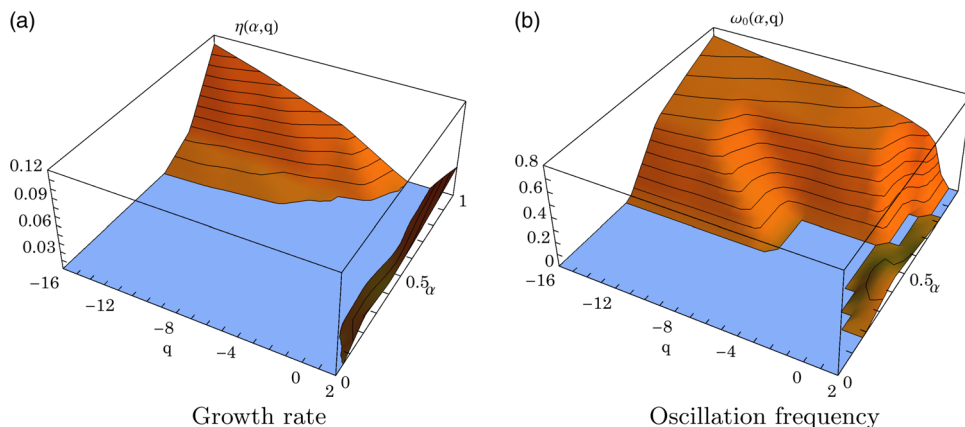 (a)
η(α,q)
0.12
0.09
0.06
0.03
−16
−12
−8
−4
0
2
q
0
0.5
1
α
Growth rate
(b)
ω₀(α,q)
0.8
0.6
0.4
0.2
0
−16
−12
−8
−4
0
2
q
0
0.5
1
α
Oscillation frequency